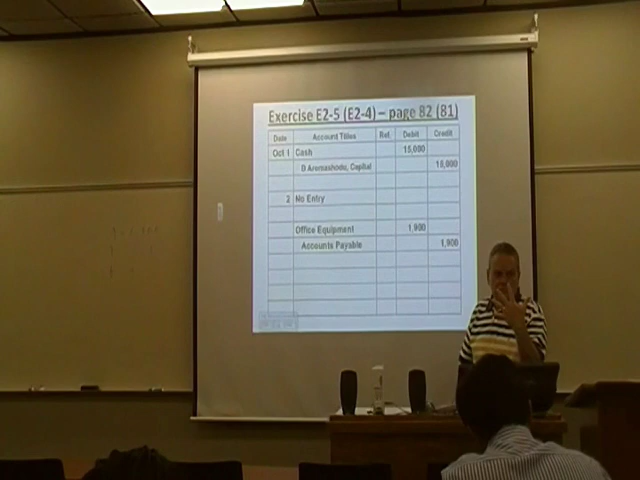 Exercise E2-5 (E2-4) – page 82 (81)
Date Account Titles Ref. Debit Credit
Oct 1 Cash 15,000
D Aremashodu, Capital 15,000
2 No Entry
Office Equipment 1,900
Accounts Payable 1,900